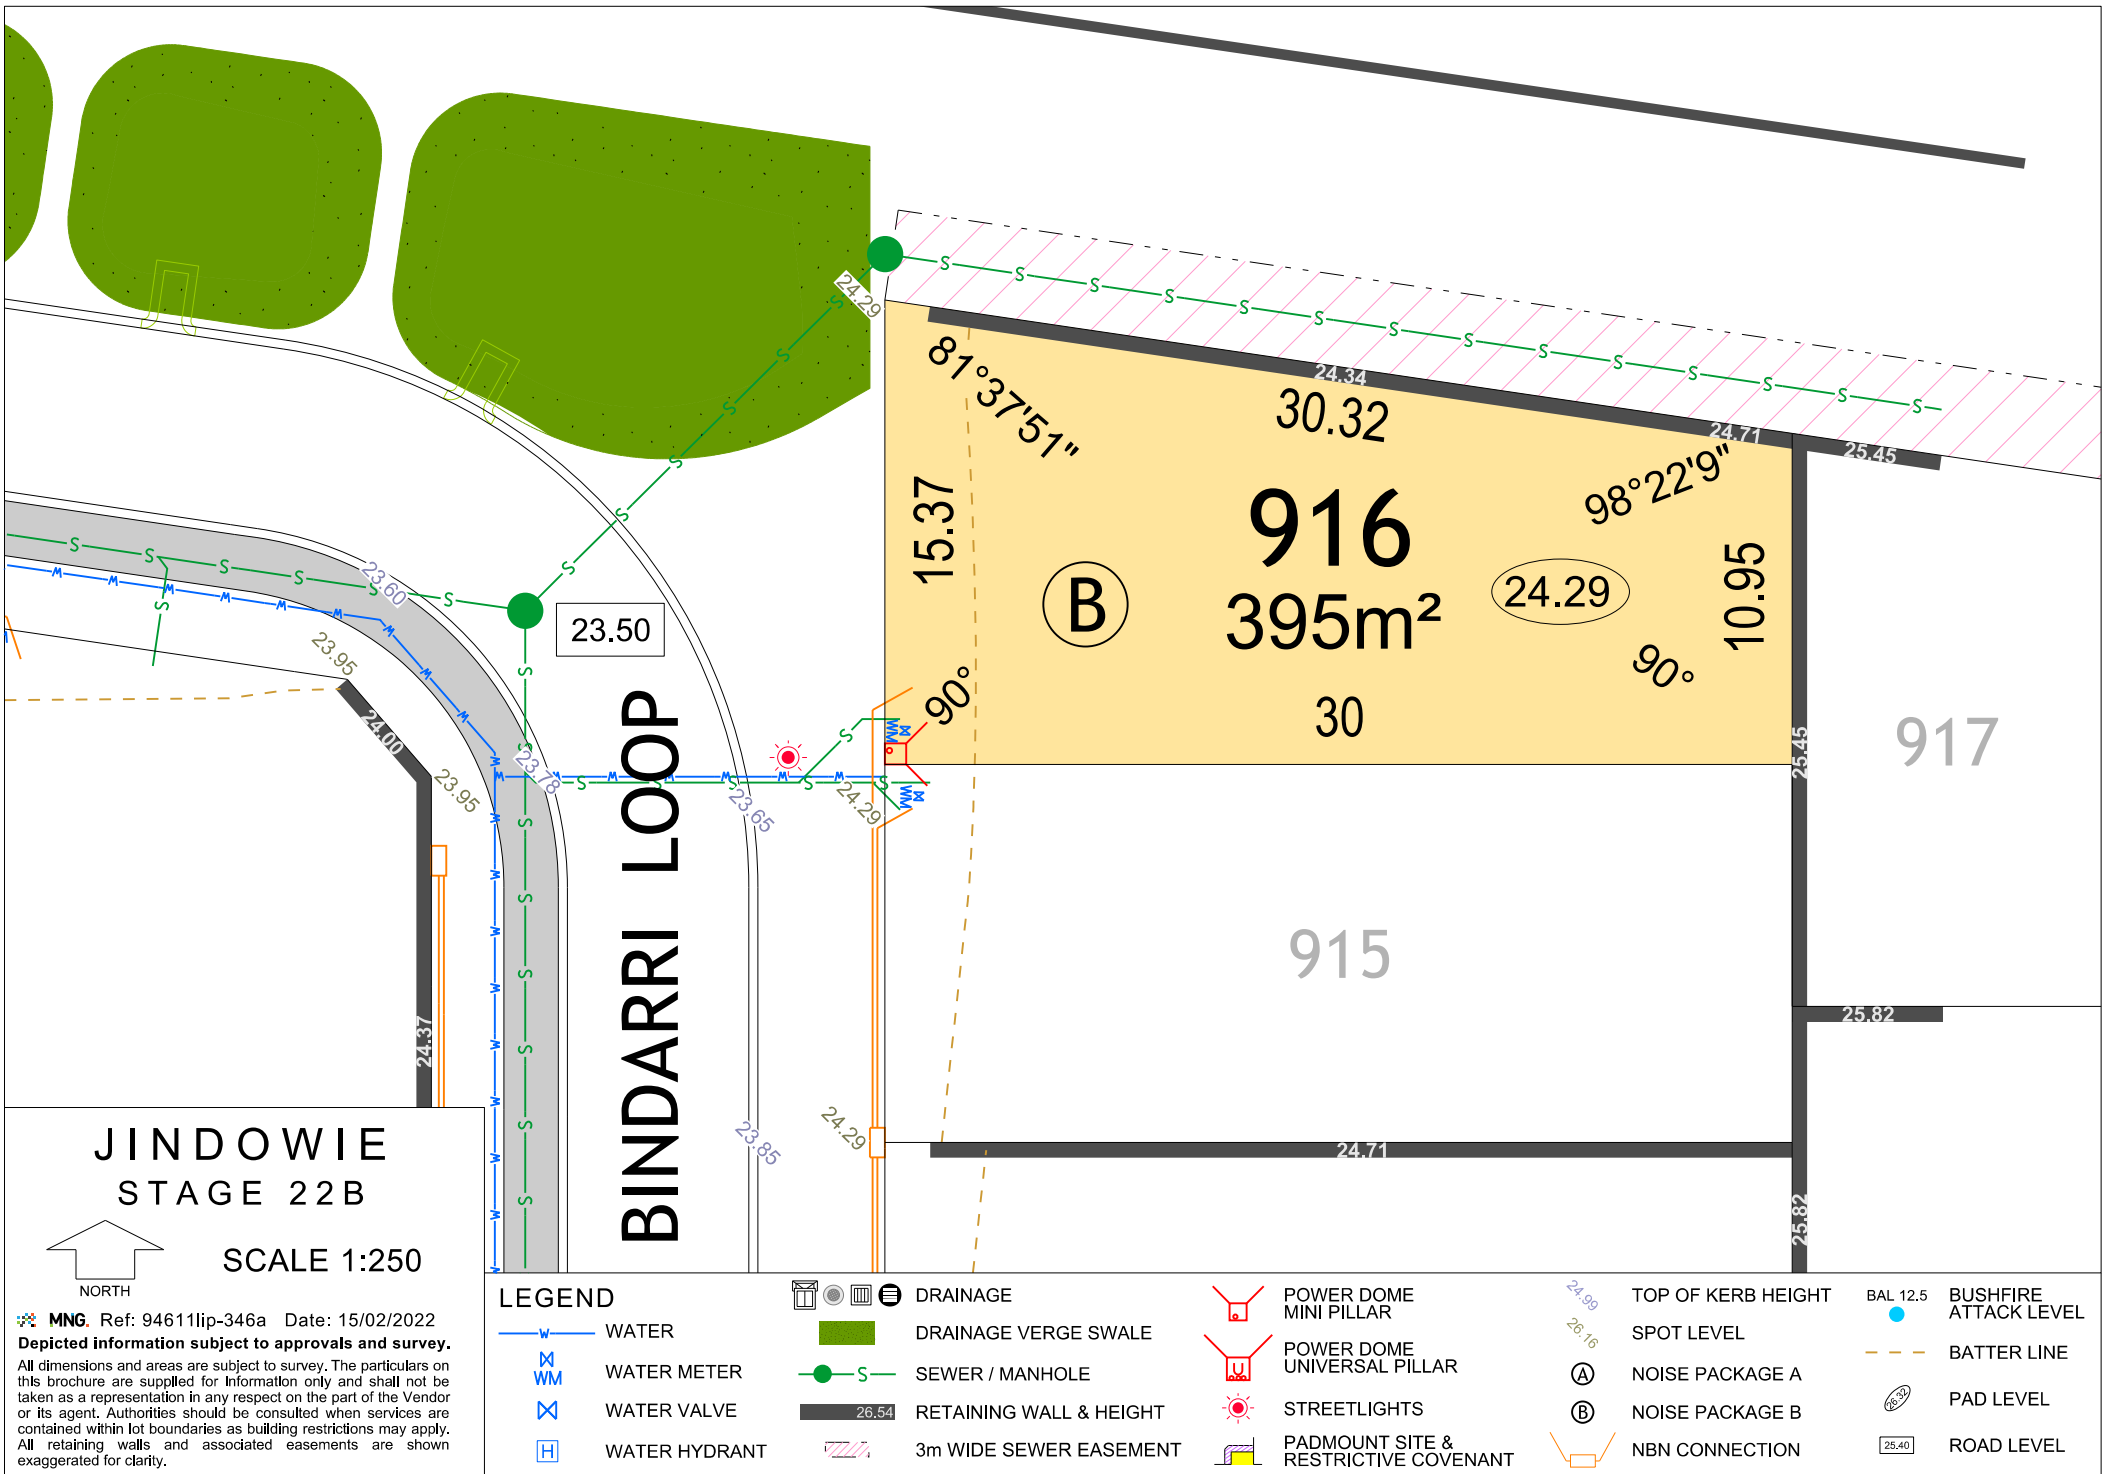 24.29
81°37'51"
24.34
30.32
24.71
25.45
98°22'9"
15.37
916
395m²
B
24.29
10.95
90°
90°
30
917
25.45
23.60
23.50
23.95
24.00
23.95
23.78
23.65
24.29
BINDARRI LOOP
915
25.82
24.37
24.29
23.85
24.71
25.82
JINDOWIE
STAGE 22B
NORTH
SCALE 1:250
MNG. Ref: 94611lip-346a Date: 15/02/2022
Depicted information subject to approvals and survey.
All dimensions and areas are subject to survey. The particulars on
this brochure are supplied for information only and shall not be
taken as a representation in any respect on the part of the Vendor
or its agent. Authorities should be consulted when services are
contained within lot boundaries as building restrictions may apply.
All retaining walls and associated easements are shown
exaggerated for clarity.
LEGEND
W WATER
WM WATER METER
WATER VALVE
H WATER HYDRANT
DRAINAGE
DRAINAGE VERGE SWALE
S SEWER / MANHOLE
26.54 RETAINING WALL & HEIGHT
3m WIDE SEWER EASEMENT
POWER DOME
MINI PILLAR
POWER DOME
UNIVERSAL PILLAR
STREETLIGHTS
PADMOUNT SITE &
RESTRICTIVE COVENANT
24.99 TOP OF KERB HEIGHT
26.16 SPOT LEVEL
A NOISE PACKAGE A
B NOISE PACKAGE B
NBN CONNECTION
BAL 12.5 BUSHFIRE
ATTACK LEVEL
BATTER LINE
26.32 PAD LEVEL
25.40 ROAD LEVEL